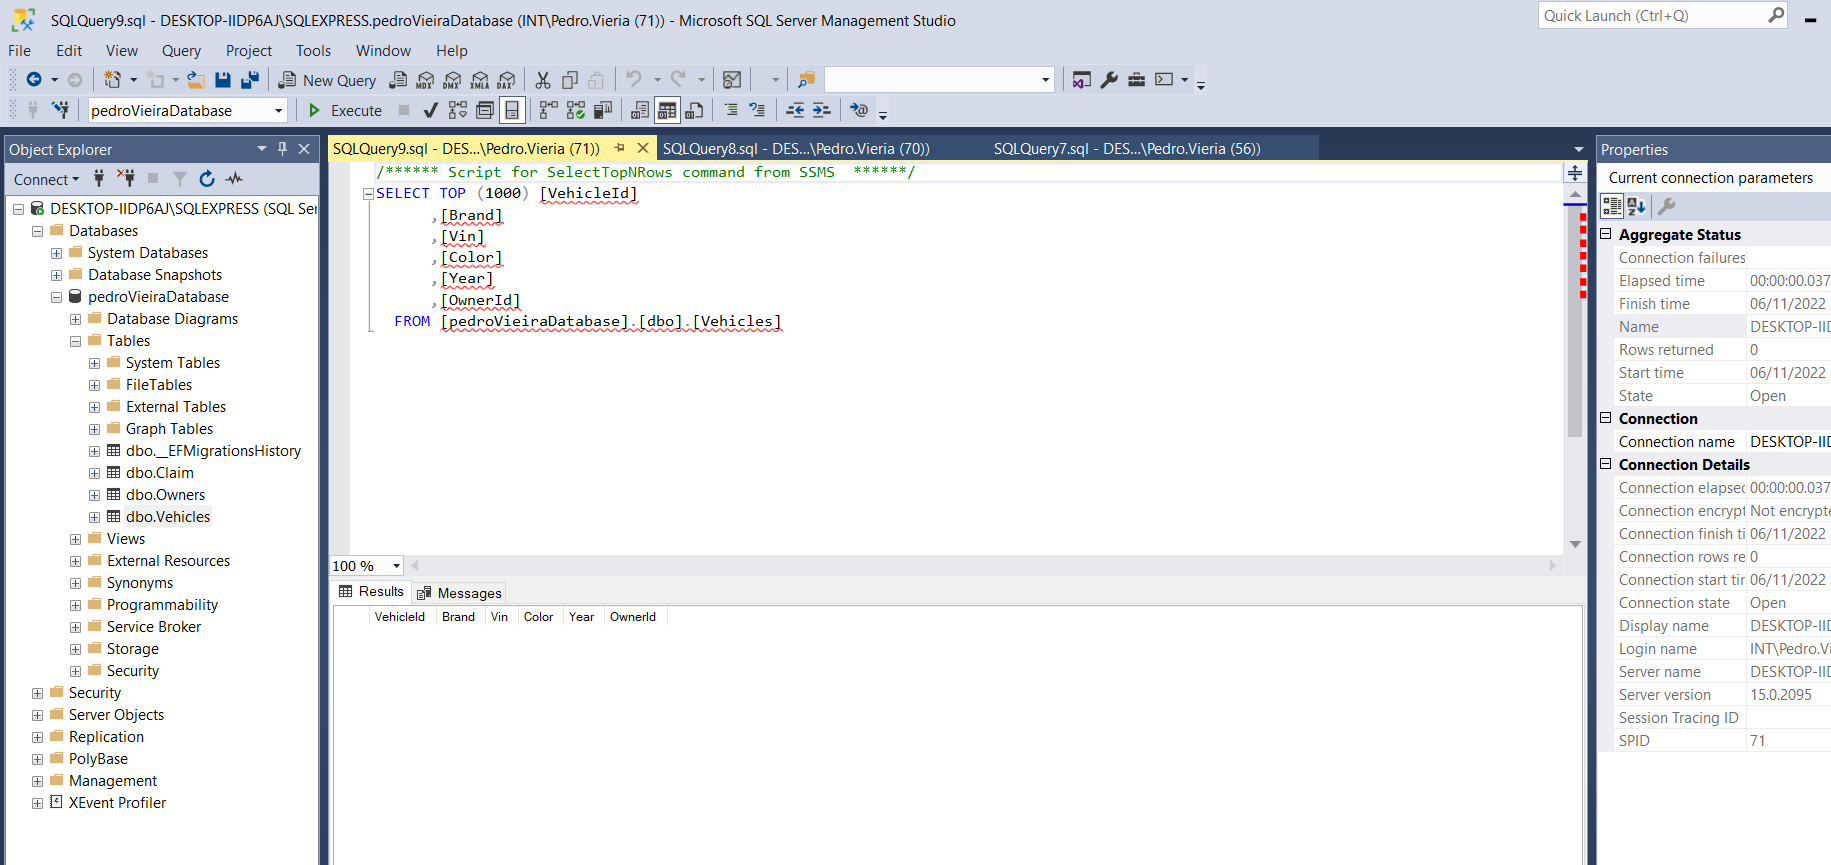 SQLQuery9.sql - DESKTOP-IIDP6AJ\SQLEXPRESS.pedroVieiraDatabase (INT\Pedro.Vieria (71)) - Microsoft SQL Server Management Studio
Quick Launch (Ctrl+Q)
File Edit View Query Project Tools Window Help
New Query MDX DMX XMLA DAX
pedroVieiraDatabase Execute
Object Explorer
Connect
DESKTOP-IIDP6AJ\SQLEXPRESS (SQL Ser
Databases
System Databases
Database Snapshots
pedroVieiraDatabase
Database Diagrams
Tables
System Tables
FileTables
External Tables
Graph Tables
dbo.__EFMigrationsHistory
dbo.Claim
dbo.Owners
dbo.Vehicles
Views
External Resources
Synonyms
Programmability
Service Broker
Storage
Security
Security
Server Objects
Replication
PolyBase
Management
XEvent Profiler
SQLQuery9.sql - DES...\Pedro.Vieria (71)) SQLQuery8.sql - DES...\Pedro.Vieria (70)) SQLQuery7.sql - DES...\Pedro.Vieria (56))
/****** Script for SelectTopNRows command from SSMS ******/
SELECT TOP (1000) [VehicleId]
,[Brand]
,[Vin]
,[Color]
,[Year]
,[OwnerId]
FROM [pedroVieiraDatabase].[dbo].[Vehicles]
100 %
Results Messages
VehicleId Brand Vin Color Year OwnerId
Properties
Current connection parameters
Aggregate Status
Connection failures
Elapsed time 00:00:00.037
Finish time 06/11/2022
Name DESKTOP-IID
Rows returned 0
Start time 06/11/2022
State Open
Connection
Connection name DESKTOP-IID
Connection Details
Connection elapsed 00:00:00.037
Connection encrypt Not encrypte
Connection finish ti 06/11/2022
Connection rows re 0
Connection start tir 06/11/2022
Connection state Open
Display name DESKTOP-IID
Login name INT\Pedro.Vi
Server name DESKTOP-IID
Server version 15.0.2095
Session Tracing ID
SPID 71